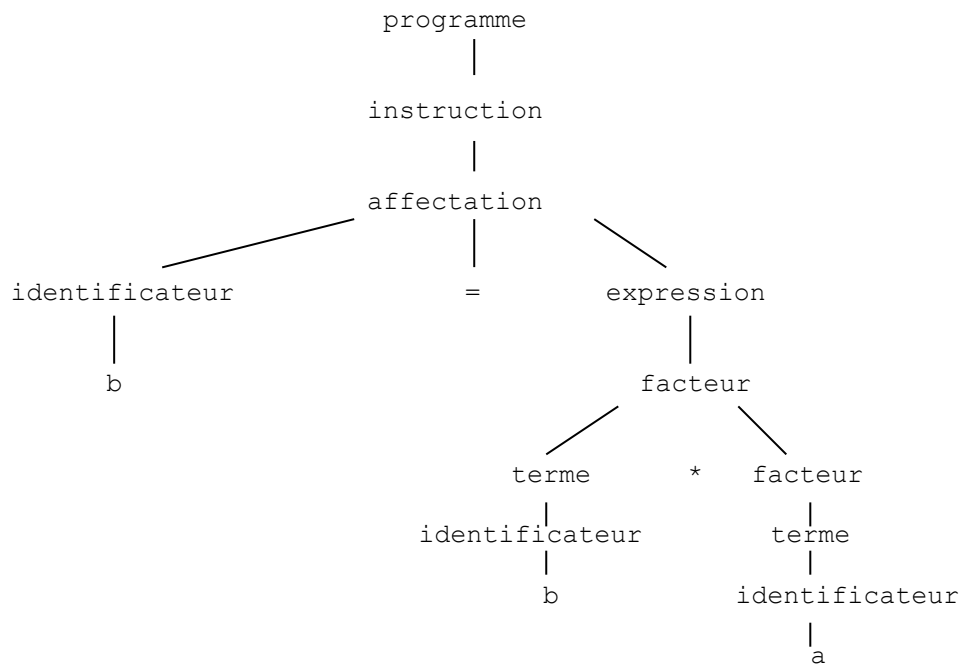 programme
instruction
affectation
identificateur = expression
b facteur
terme * facteur
identificateur terme
b identificateur
a